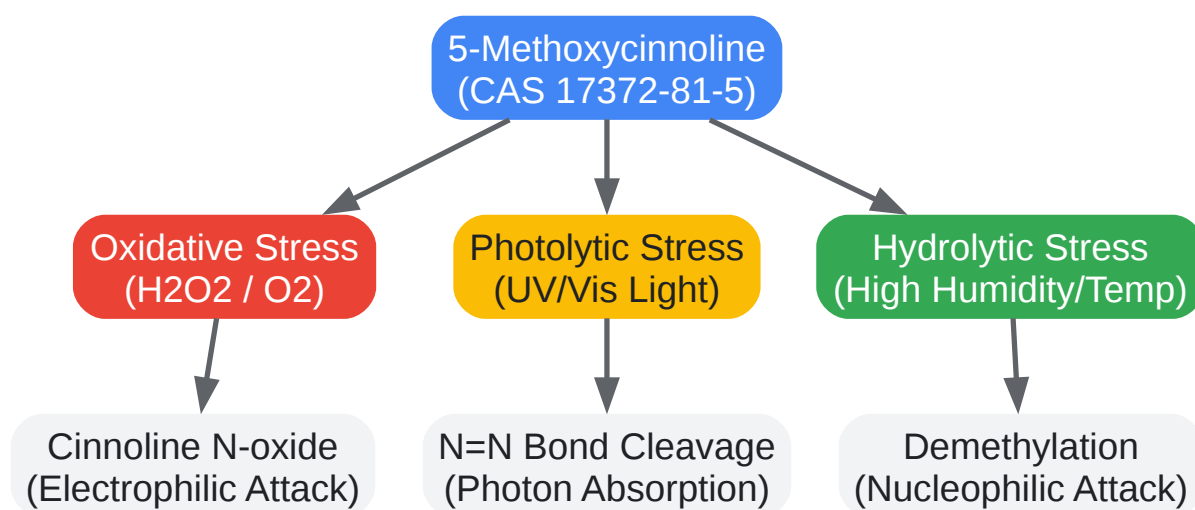 5-Methoxycinnoline
(CAS 17372-81-5)
Oxidative Stress
(H2O2 / O2)
Photolytic Stress
(UV/Vis Light)
Hydrolytic Stress
(High Humidity/Temp)
Cinnoline N-oxide
(Electrophilic Attack)
N=N Bond Cleavage
(Photon Absorption)
Demethylation
(Nucleophilic Attack)